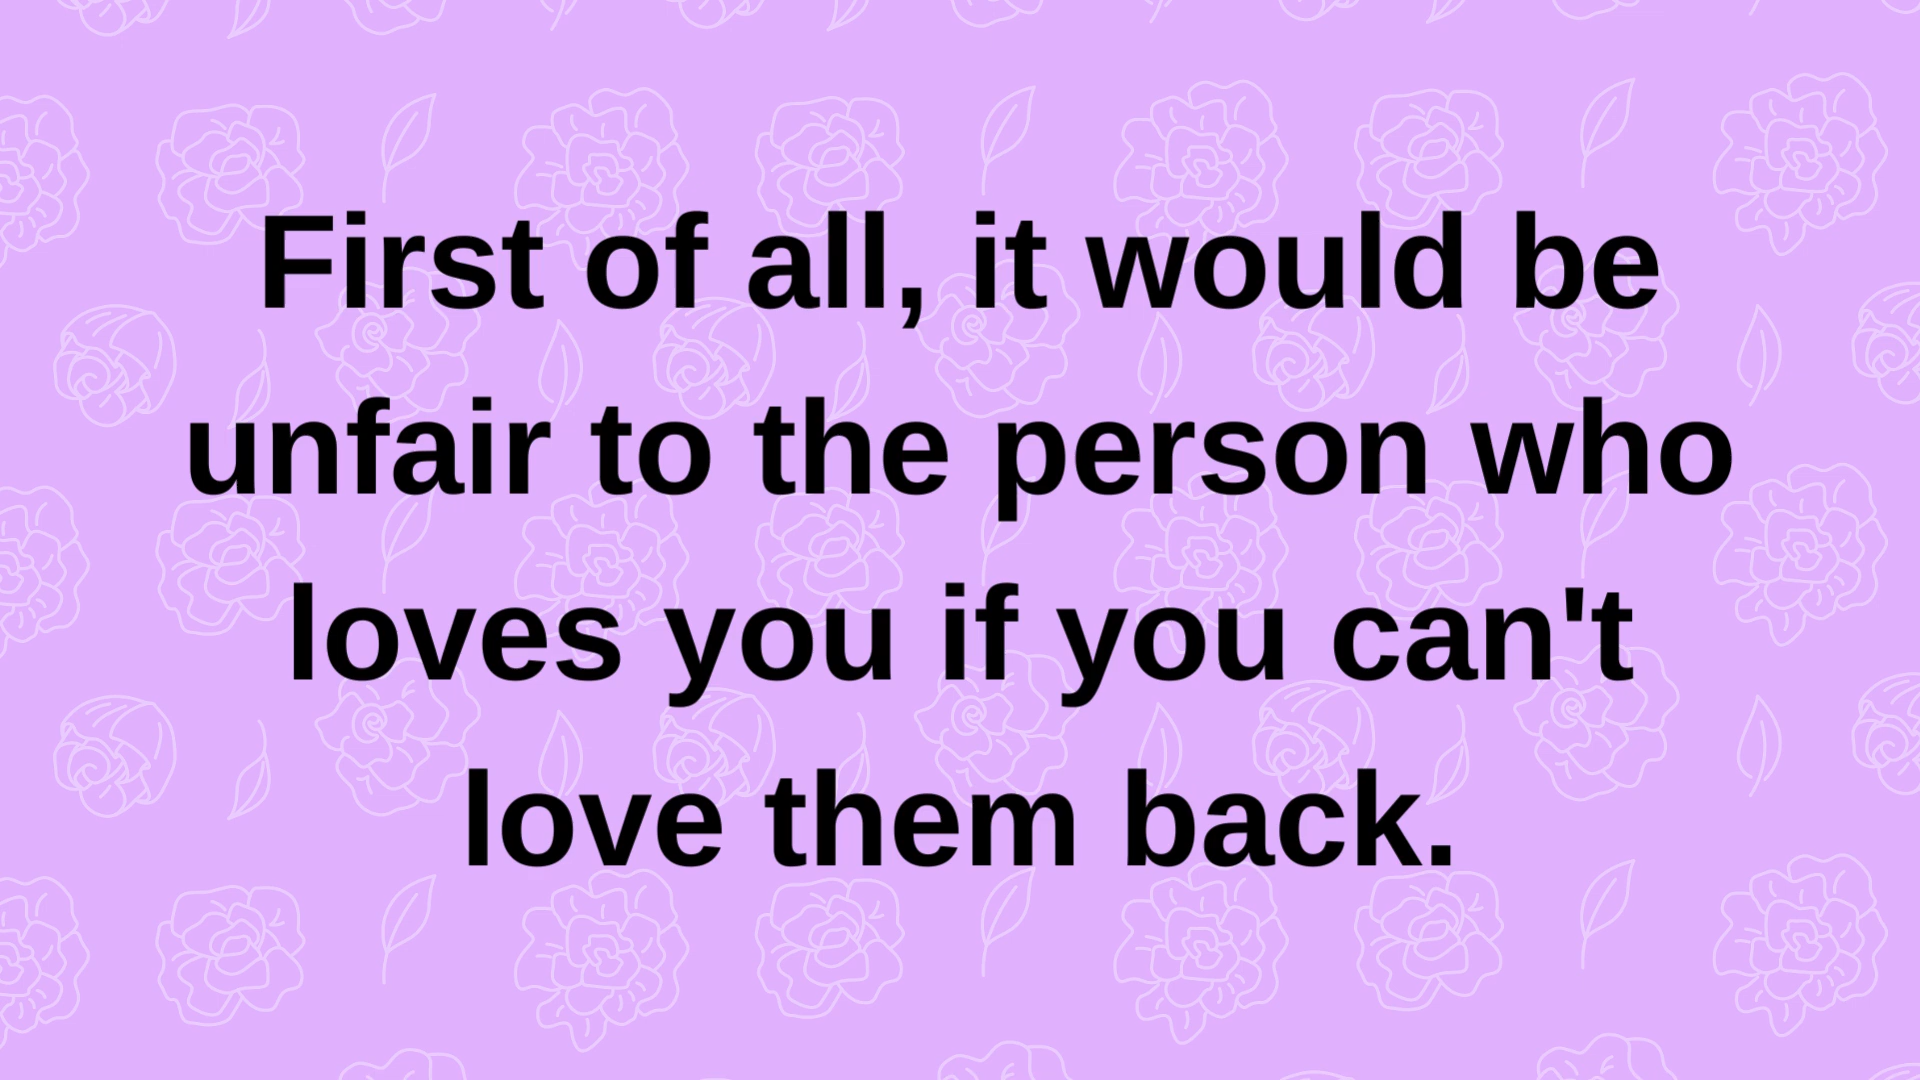 First of all, it would be
unfair to the person who
loves you if you can't
love them back.